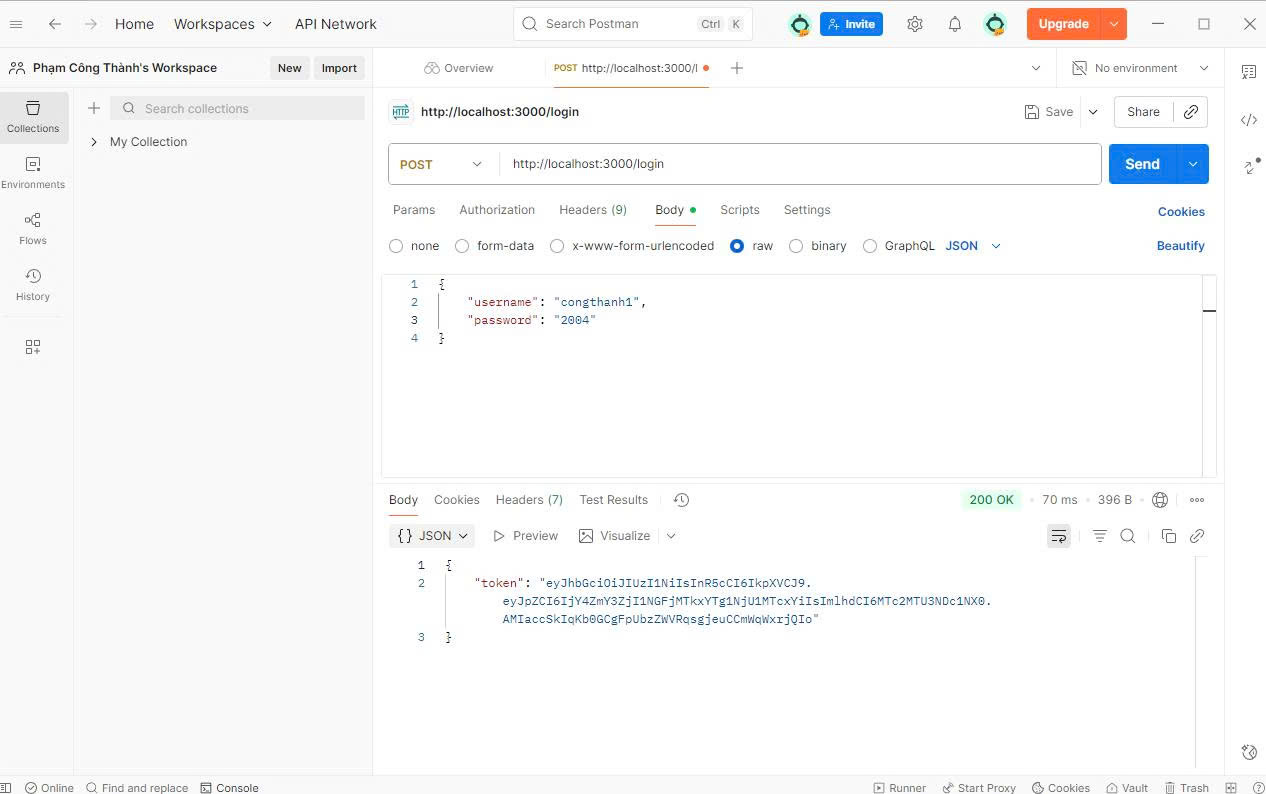 Home Workspaces API Network Search Postman Ctrl K Invite Upgrade
Phạm Công Thành's Workspace New Import Overview POST http://localhost:3000/l No environment
Collections
Environments
Flows
History
Search collections
My Collection
HTTP http://localhost:3000/login Save Share
POST http://localhost:3000/login Send
Params Authorization Headers (9) Body Scripts Settings Cookies
none form-data x-www-form-urlencoded raw binary GraphQL JSON Beautify
1 {
2 "username": "congthanh1",
3 "password": "2004"
4 }
Body Cookies Headers (7) Test Results 200 OK 70 ms 396 B
{} JSON Preview Visualize
1 {
2 "token": "eyJhbGciOiJIUzI1NiIsInR5cCI6IkpXVCJ9.
eyJpZCI6IjY4ZmY3ZjI1NGFjMTkxYTg1NjU1MTcxYiIsImlhdCI6MTc2MTU3NDc1NX0.
AMIaccSkIqKb0GCgFpUbzZWVRqsgjeuCCmWqWxrjQIo"
3 }
Online Find and replace Console Runner Start Proxy Cookies Vault Trash